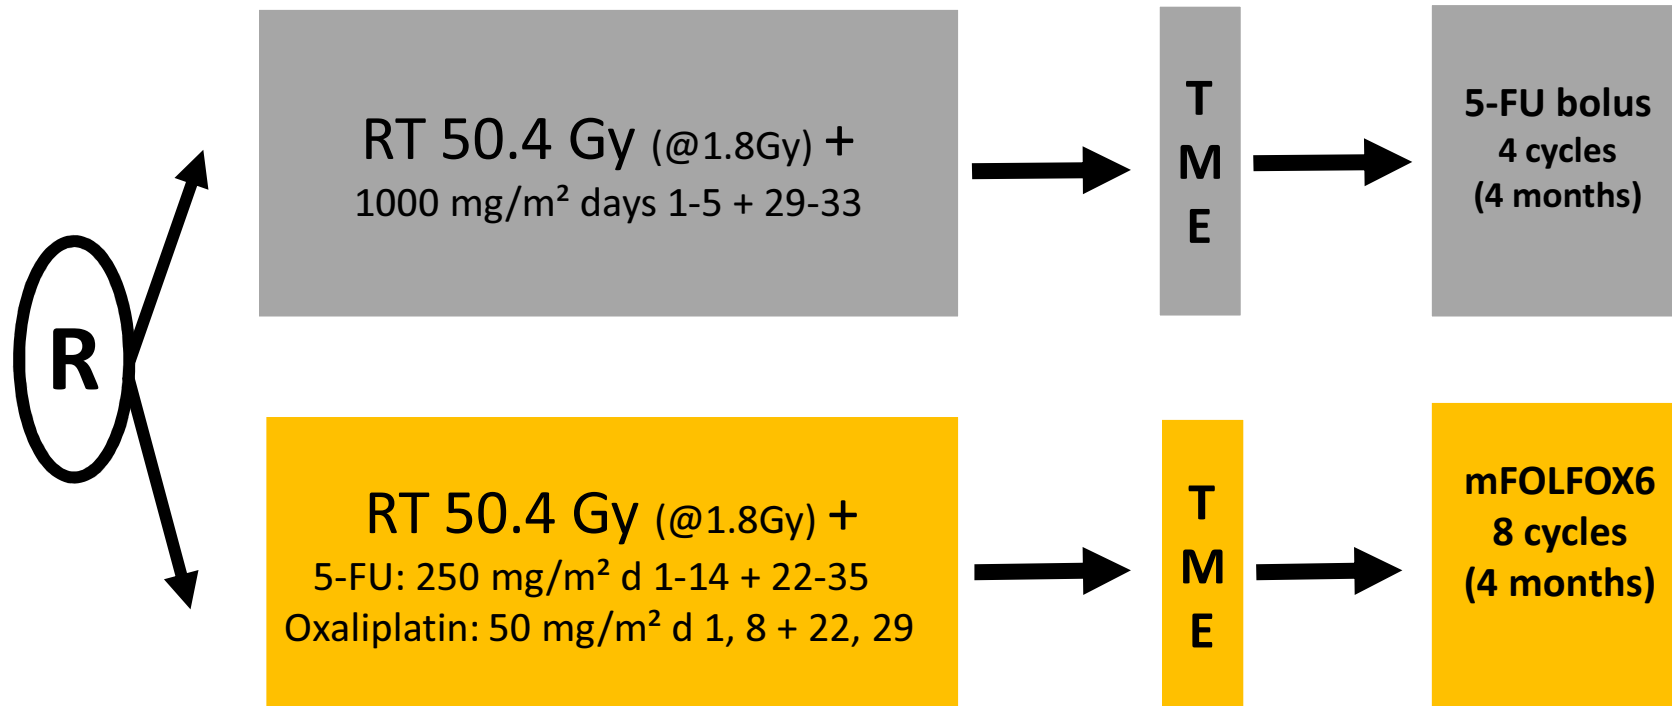 R
RT 50.4 Gy (@1.8Gy) +
1000 mg/m² days 1-5 + 29-33
T
M
E
5-FU bolus
4 cycles
(4 months)
RT 50.4 Gy (@1.8Gy) +
5-FU: 250 mg/m² d 1-14 + 22-35
Oxaliplatin: 50 mg/m² d 1, 8 + 22, 29
T
M
E
mFOLFOX6
8 cycles
(4 months)